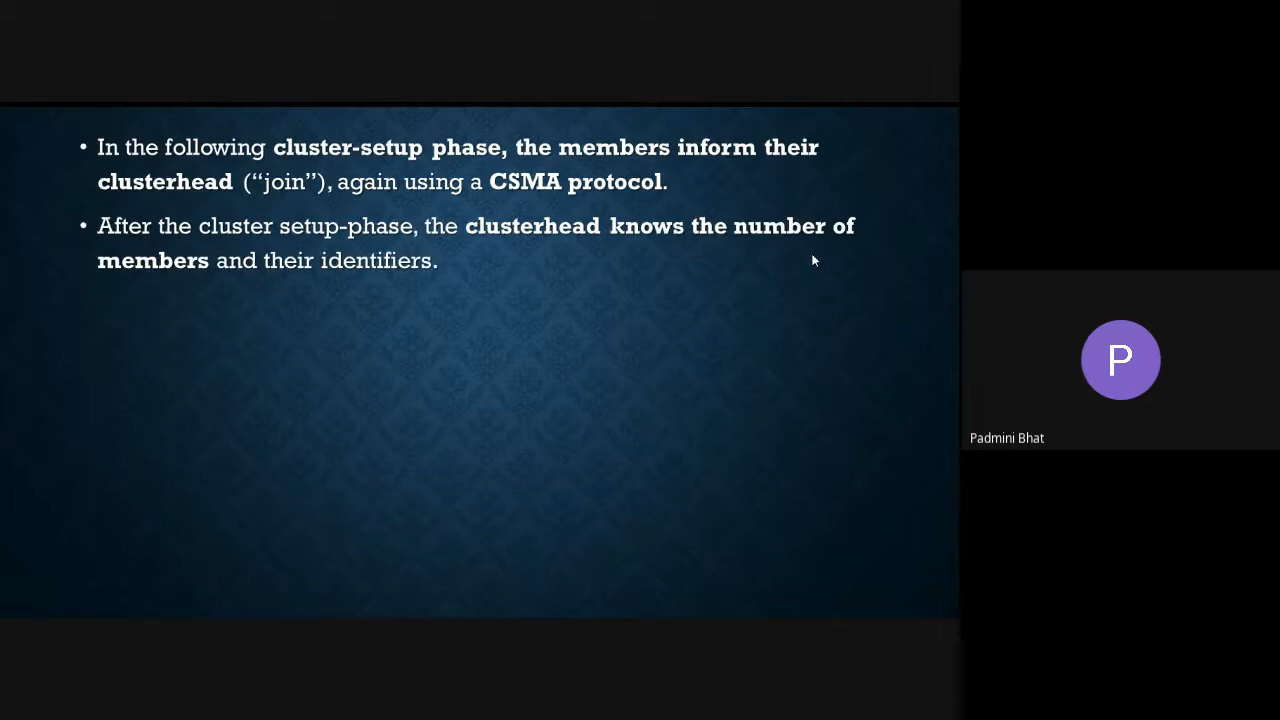 • In the following cluster-setup phase, the members inform their
clusterhead (“join”), again using a CSMA protocol.
• After the cluster setup-phase, the clusterhead knows the number of
members and their identifiers.
P
Padmini Bhat